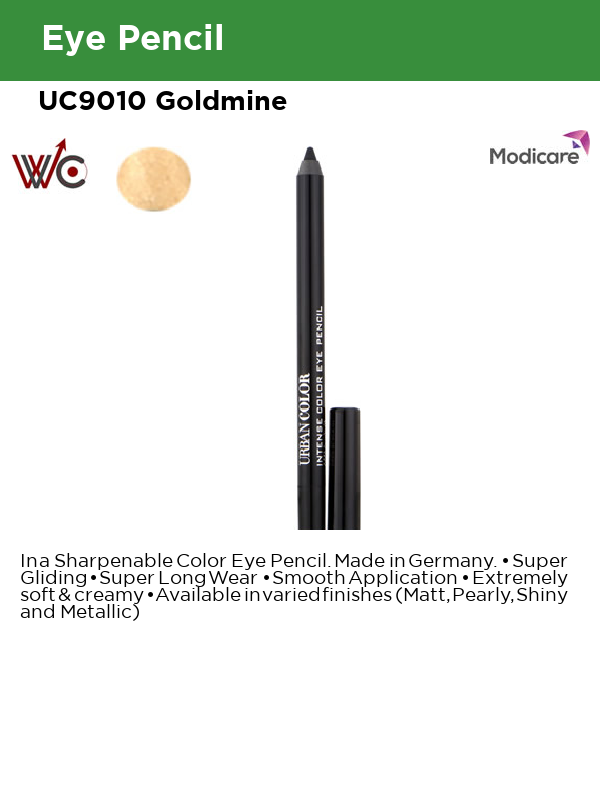 Eye Pencil
UC9010 Goldmine
WC
Modicare
URBAN COLOR
INTENSE COLOR EYE PENCIL
Ina Sharpenable Color Eye Pencil. Made in Germany. • Super
Gliding • Super Long Wear • Smooth Application • Extremely
soft & creamy • Available in varied finishes (Matt, Pearly, Shiny
and Metallic)